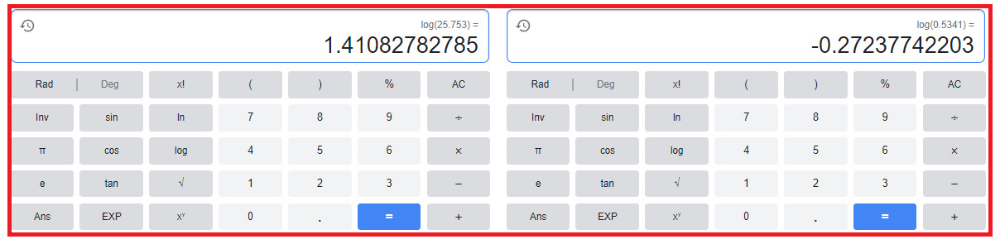 log(25.753) =
1.41082782785
Rad | Deg x! ( ) % AC
Inv sin ln 7 8 9 ÷
π cos log 4 5 6 ×
e tan √ 1 2 3 −
Ans EXP xʸ 0 . = +
log(0.5341) =
-0.27237742203
Rad | Deg x! ( ) % AC
Inv sin ln 7 8 9 ÷
π cos log 4 5 6 ×
e tan √ 1 2 3 −
Ans EXP xʸ 0 . = +